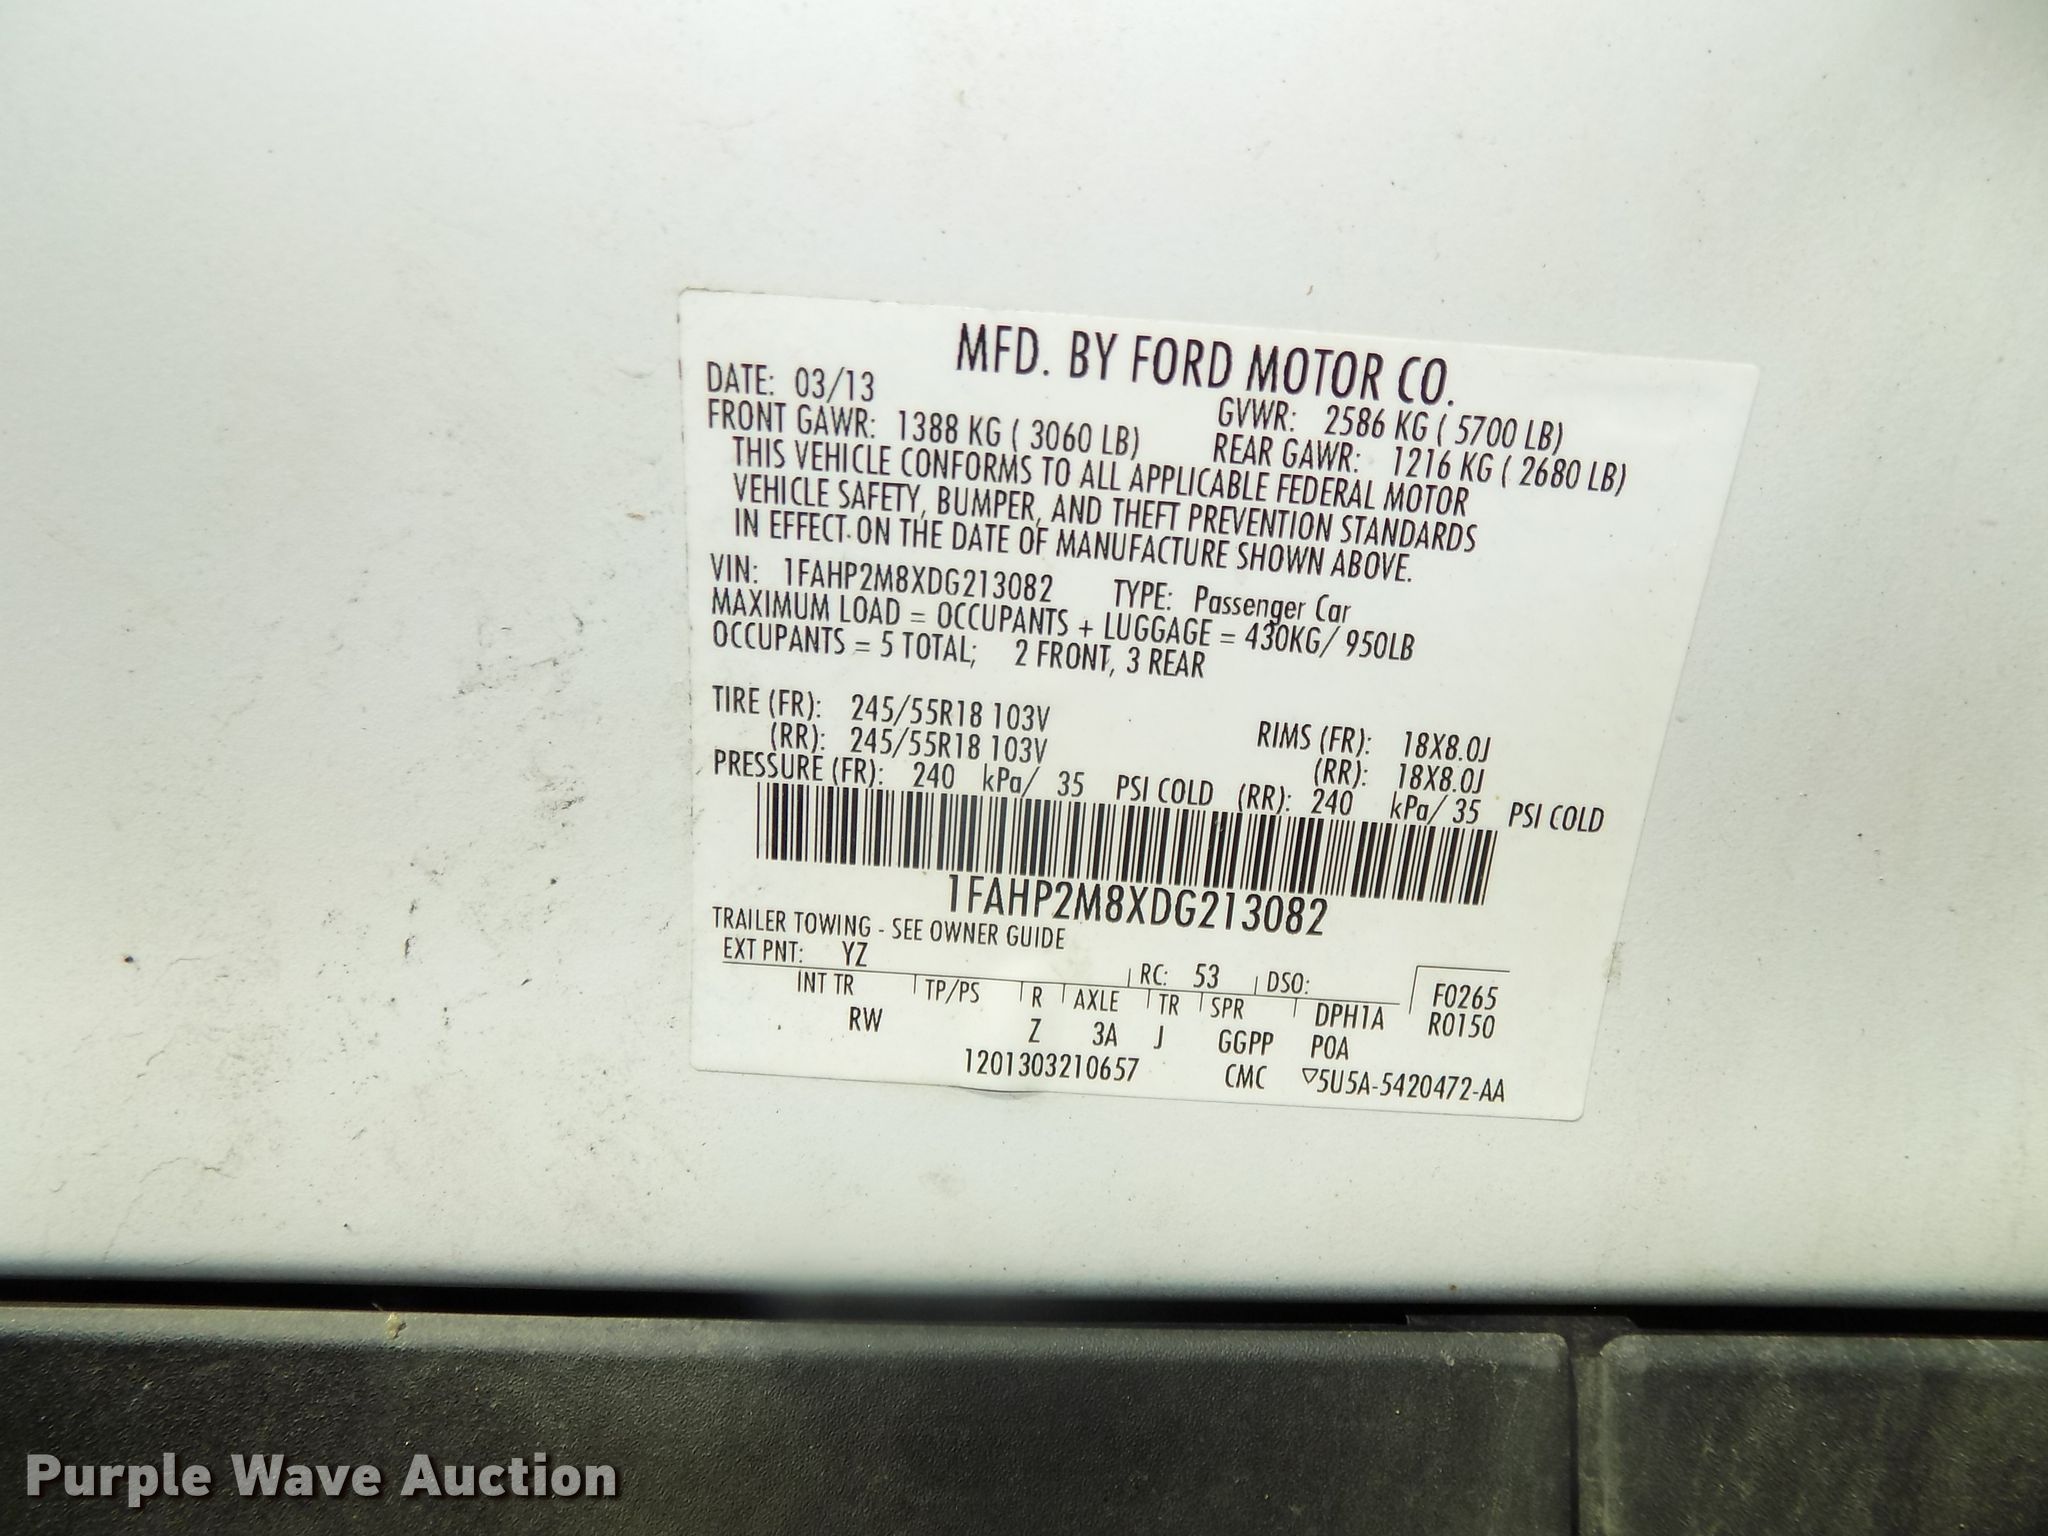 MFD. BY FORD MOTOR CO.
DATE: 03/13 GVWR: 2586 KG ( 5700 LB)
FRONT GAWR: 1388 KG ( 3060 LB) REAR GAWR: 1216 KG ( 2680 LB)
THIS VEHICLE CONFORMS TO ALL APPLICABLE FEDERAL MOTOR
VEHICLE SAFETY, BUMPER, AND THEFT PREVENTION STANDARDS
IN EFFECT ON THE DATE OF MANUFACTURE SHOWN ABOVE.
VIN: 1FAHP2M8XDG213082 TYPE: Passenger Car
MAXIMUM LOAD = OCCUPANTS + LUGGAGE = 430KG/ 950LB
OCCUPANTS = 5 TOTAL; 2 FRONT, 3 REAR
TIRE (FR): 245/55R18 103V RIMS (FR): 18X8.0J
(RR): 245/55R18 103V (RR): 18X8.0J
PRESSURE (FR): 240 kPa/ 35 PSI COLD (RR): 240 kPa/ 35 PSI COLD
1FAHP2M8XDG213082
TRAILER TOWING - SEE OWNER GUIDE
EXT PNT: YZ RC: 53 DSO: F0265
INT TR TP/PS R AXLE TR SPR DPH1A R0150
RW Z 3A J GGPP P0A
1201303210657 CMC ▽5U5A-5420472-AA
Purple Wave Auction